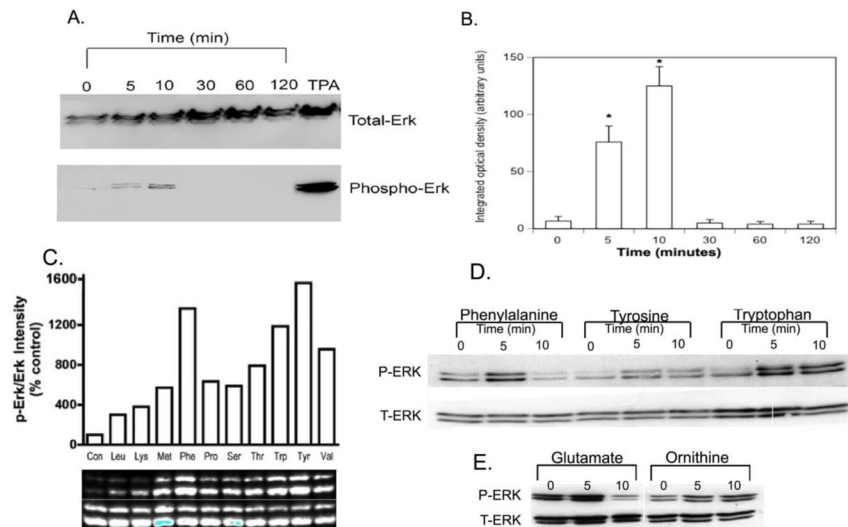 A.
Time (min)
0 5 10 30 60 120 TPA
Total-Erk
Phospho-Erk
B.
Integrated optical density (arbitrary units)
150
100
50
0
* *
0 5 10 30 60 120
Time (minutes)
C.
p-Erk/Erk Intensity
(% control)
1600
1200
800
400
0
Con Leu Lys Met Phe Pro Ser Thr Trp Tyr Val
D.
Phenylalanine Tyrosine Tryptophan
Time (min) Time (min) Time (min)
0 5 10 0 5 10 0 5 10
P-ERK
T-ERK
E.
Glutamate Ornithine
0 5 10 0 5 10
P-ERK
T-ERK